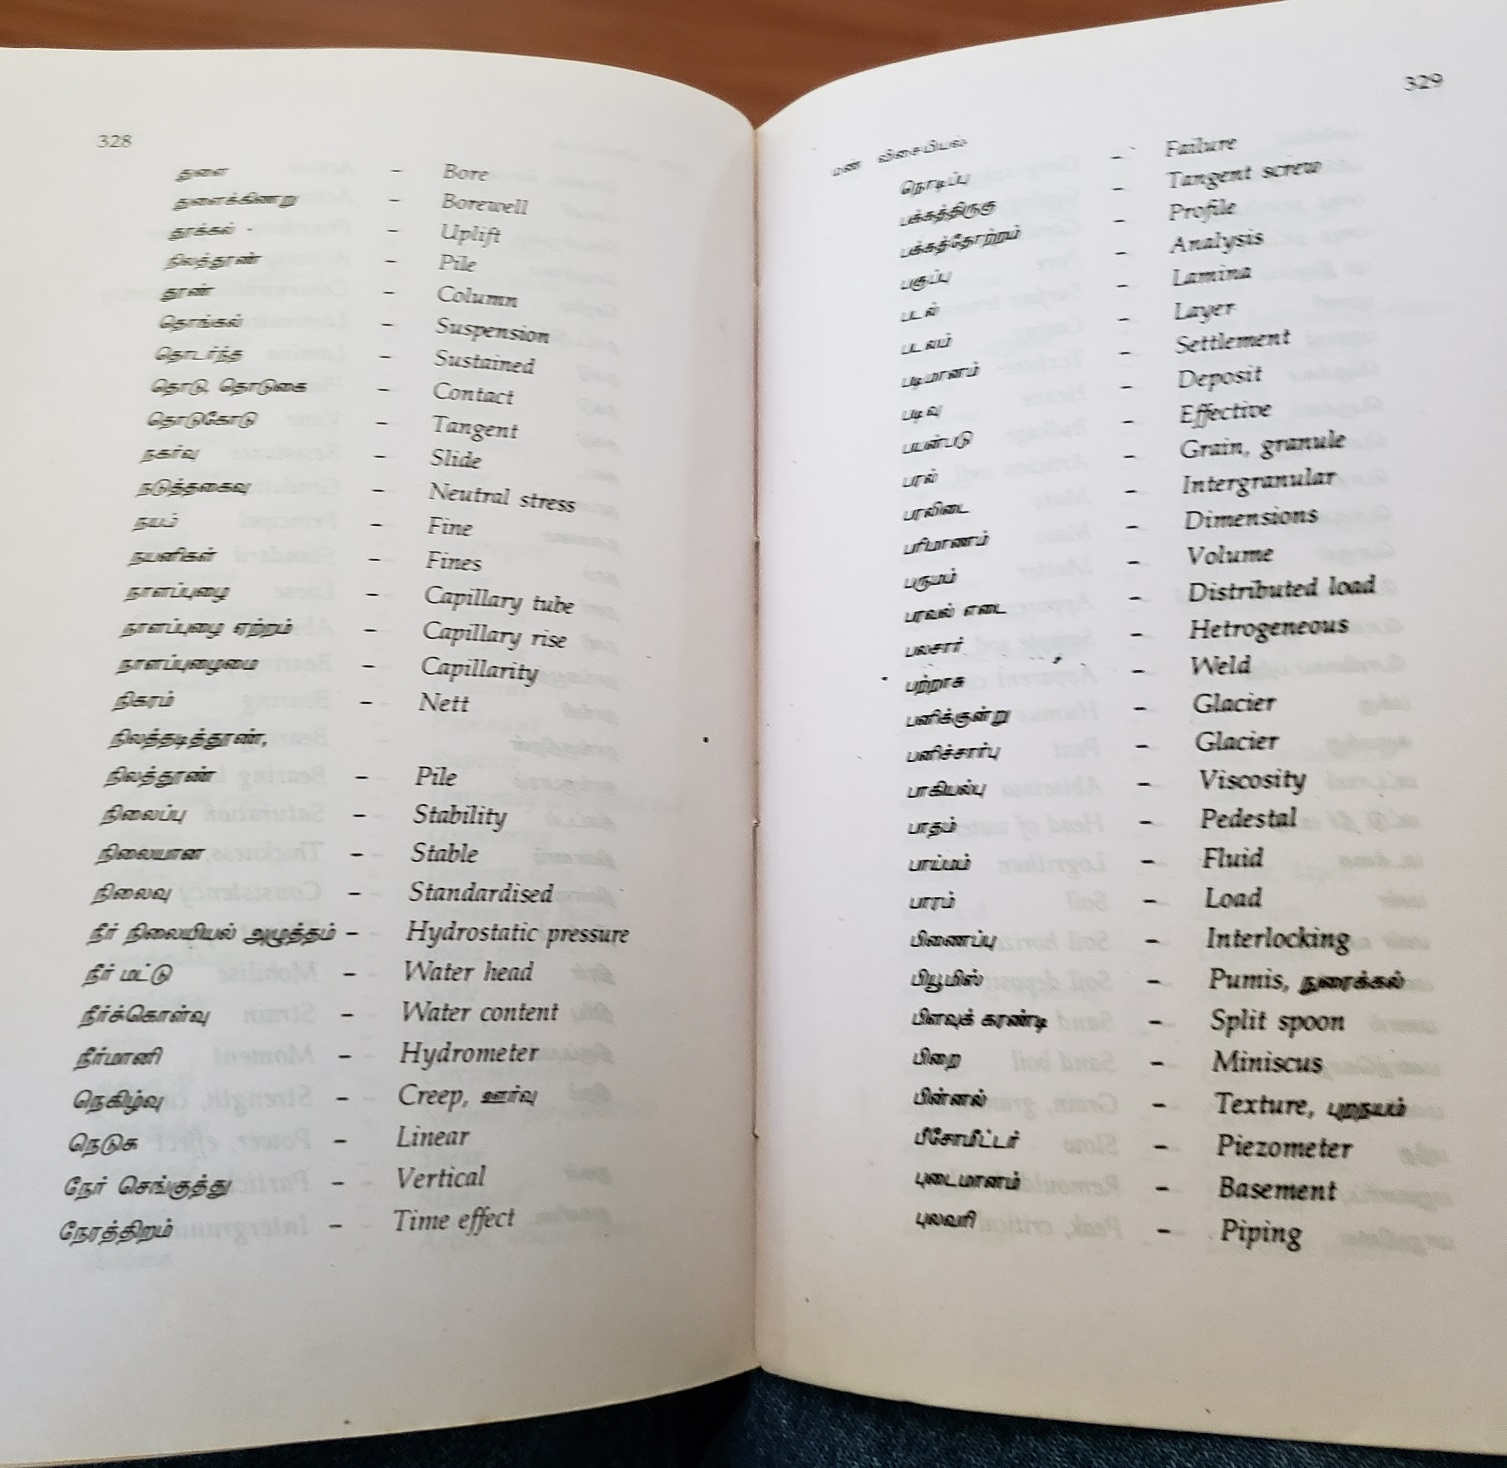 328
துளை – Bore
துளைக்கிணறு – Borewell
தூக்கல் – Uplift
நிலத்தூண் – Pile
தூண் – Column
தொங்கல் – Suspension
தொடர்ந்த – Sustained
தொடு, தொடுகை – Contact
தொடுகோடு – Tangent
நகர்வு – Slide
நடுத்தகைவு – Neutral stress
நயம் – Fine
நயனிகள் – Fines
நாளப்புழை – Capillary tube
நாளப்புழை ஏற்றம் – Capillary rise
நாளப்புழைமை – Capillarity
நிகரம் – Nett
நிலத்தடித்தூண்,
நிலத்தூண் – Pile
நிலைப்பு – Stability
நிலையான – Stable
நிலைவு – Standardised
நீர் நிலையியல் அழுத்தம் – Hydrostatic pressure
நீர் மட்டு – Water head
நீர்க்கொள்வு – Water content
நீர்மானி – Hydrometer
நெகிழ்வு – Creep, ஊர்வு
நெடுக – Linear
நேர் செங்குத்து – Vertical
நேரத்திறம் – Time effect
மண் விசையியல் 329
நொடிப்பு – Failure
பக்கத்திருகு – Tangent screw
பக்கத்தோற்றம் – Profile
பகுப்பு – Analysis
படல் – Lamina
படலம் – Layer
படிமானம் – Settlement
படிவு – Deposit
பயன்படு – Effective
பரல் – Grain, granule
பரலிடை – Intergranular
பரிமாணம் – Dimensions
பருமம் – Volume
பரவல் எடை – Distributed load
பலசார் – Hetrogeneous
பற்றாசு – Weld
பனிக்குன்று – Glacier
பனிச்சார்பு – Glacier
பாகியல்பு – Viscosity
பாதம் – Pedestal
பாய்மம் – Fluid
பாரம் – Load
பிணைப்பு – Interlocking
பியூமிஸ் – Pumis, நுரைக்கல்
பிளவுக் கரண்டி – Split spoon
பிறை – Miniscus
பின்னல் – Texture, புறநயம்
பீசோமீட்டர் – Piezometer
புடைமானம் – Basement
புலவரி – Piping